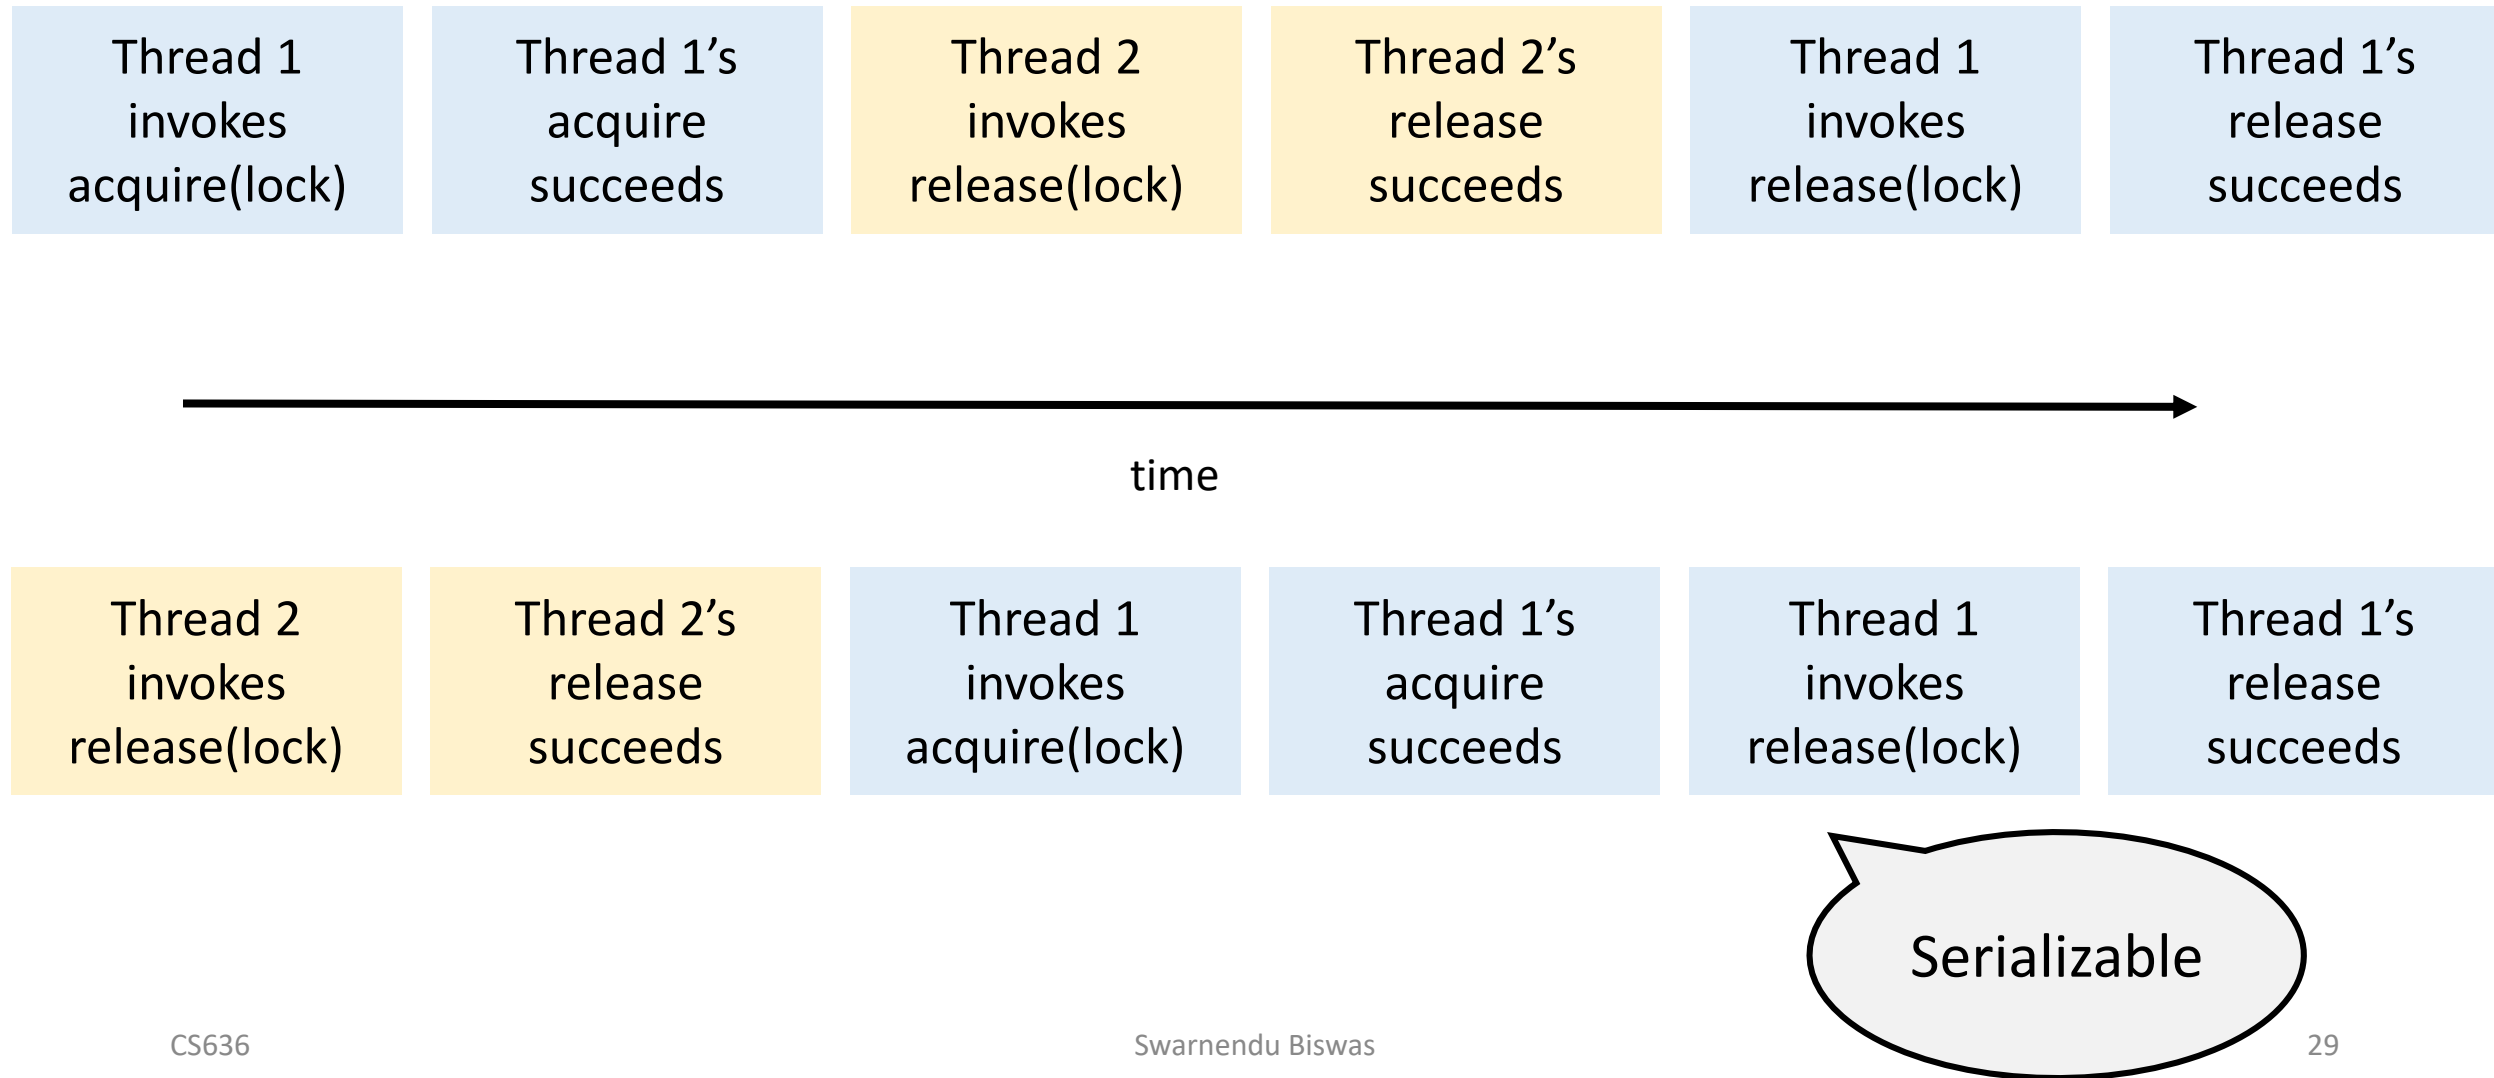 Thread 1
invokes
acquire(lock)
Thread 1’s
acquire
succeeds
Thread 2
invokes
release(lock)
Thread 2’s
release
succeeds
Thread 1
invokes
release(lock)
Thread 1’s
release
succeeds
time
Thread 2
invokes
release(lock)
Thread 2’s
release
succeeds
Thread 1
invokes
acquire(lock)
Thread 1’s
acquire
succeeds
Thread 1
invokes
release(lock)
Thread 1’s
release
succeeds
Serializable
CS636
Swarnendu Biswas
29